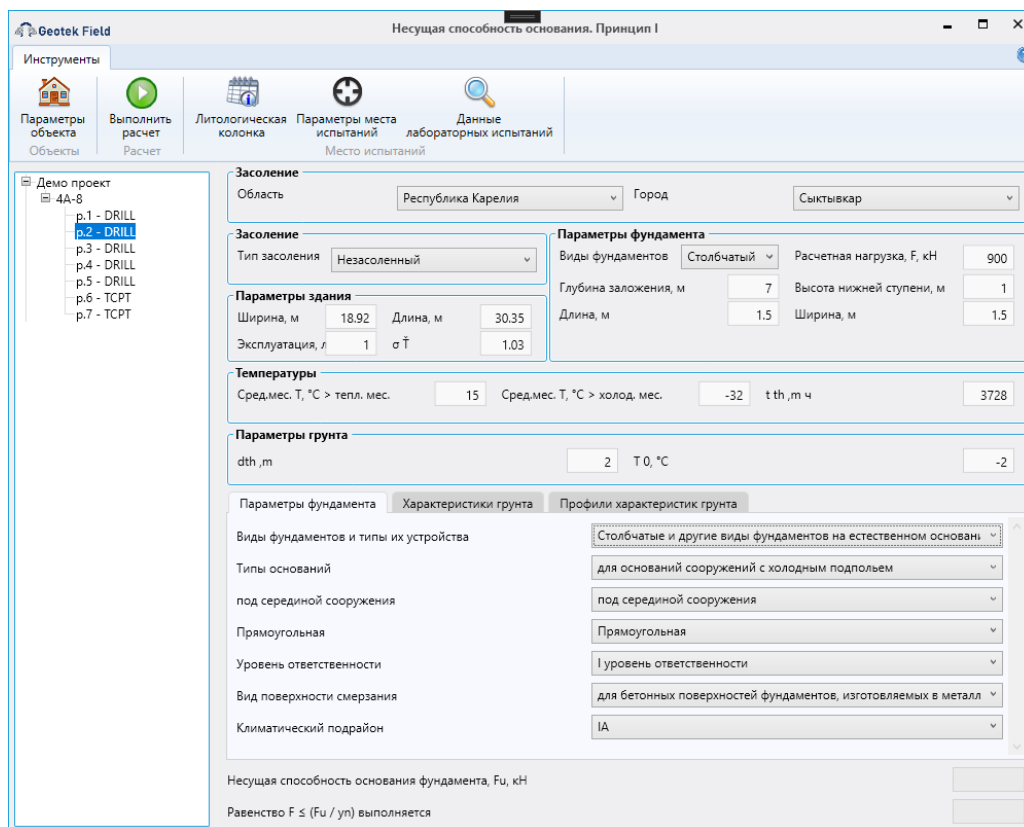 Geotek Field
Несущая способность основания. Принцип I
Инструменты
Параметры объекта
Выполнить расчет
Литологическая колонка
Параметры места испытаний
Данные лабораторных испытаний
Объекты
Расчет
Место испытаний
Демо проект
4А-8
p.1 - DRILL
p.2 - DRILL
p.3 - DRILL
p.4 - DRILL
p.5 - DRILL
p.6 - TCPT
p.7 - TCPT
Засоление
Область Республика Карелия Город Сыктывкар
Засоление
Тип засоления Незасоленный
Параметры здания
Ширина, м 18.92 Длина, м 30.35
Эксплуатация, 1 σ Ť 1.03
Параметры фундамента
Виды фундаментов Столбчатый Расчетная нагрузка, F, кН 900
Глубина заложения, м 7 Высота нижней ступени, м 1
Длина, м 1.5 Ширина, м 1.5
Температуры
Сред.мес. Т, °С > тепл. мес. 15 Сред.мес. Т, °С > холод. мес. -32 t th ,m ч 3728
Параметры грунта
dth ,m 2 T 0, °C -2
Параметры фундамента Характеристики грунта Профили характеристик грунта
Виды фундаментов и типы их устройства Столбчатые и другие виды фундаментов на естественном основани
Типы оснований для оснований сооружений с холодным подпольем
под серединой сооружения под серединой сооружения
Прямоугольная Прямоугольная
Уровень ответственности I уровень ответственности
Вид поверхности смерзания для бетонных поверхностей фундаментов, изготовляемых в металл
Климатический подрайон IA
Несущая способность основания фундамента, Fu, кН
Равенство F ≤ (Fu / yn) выполняется